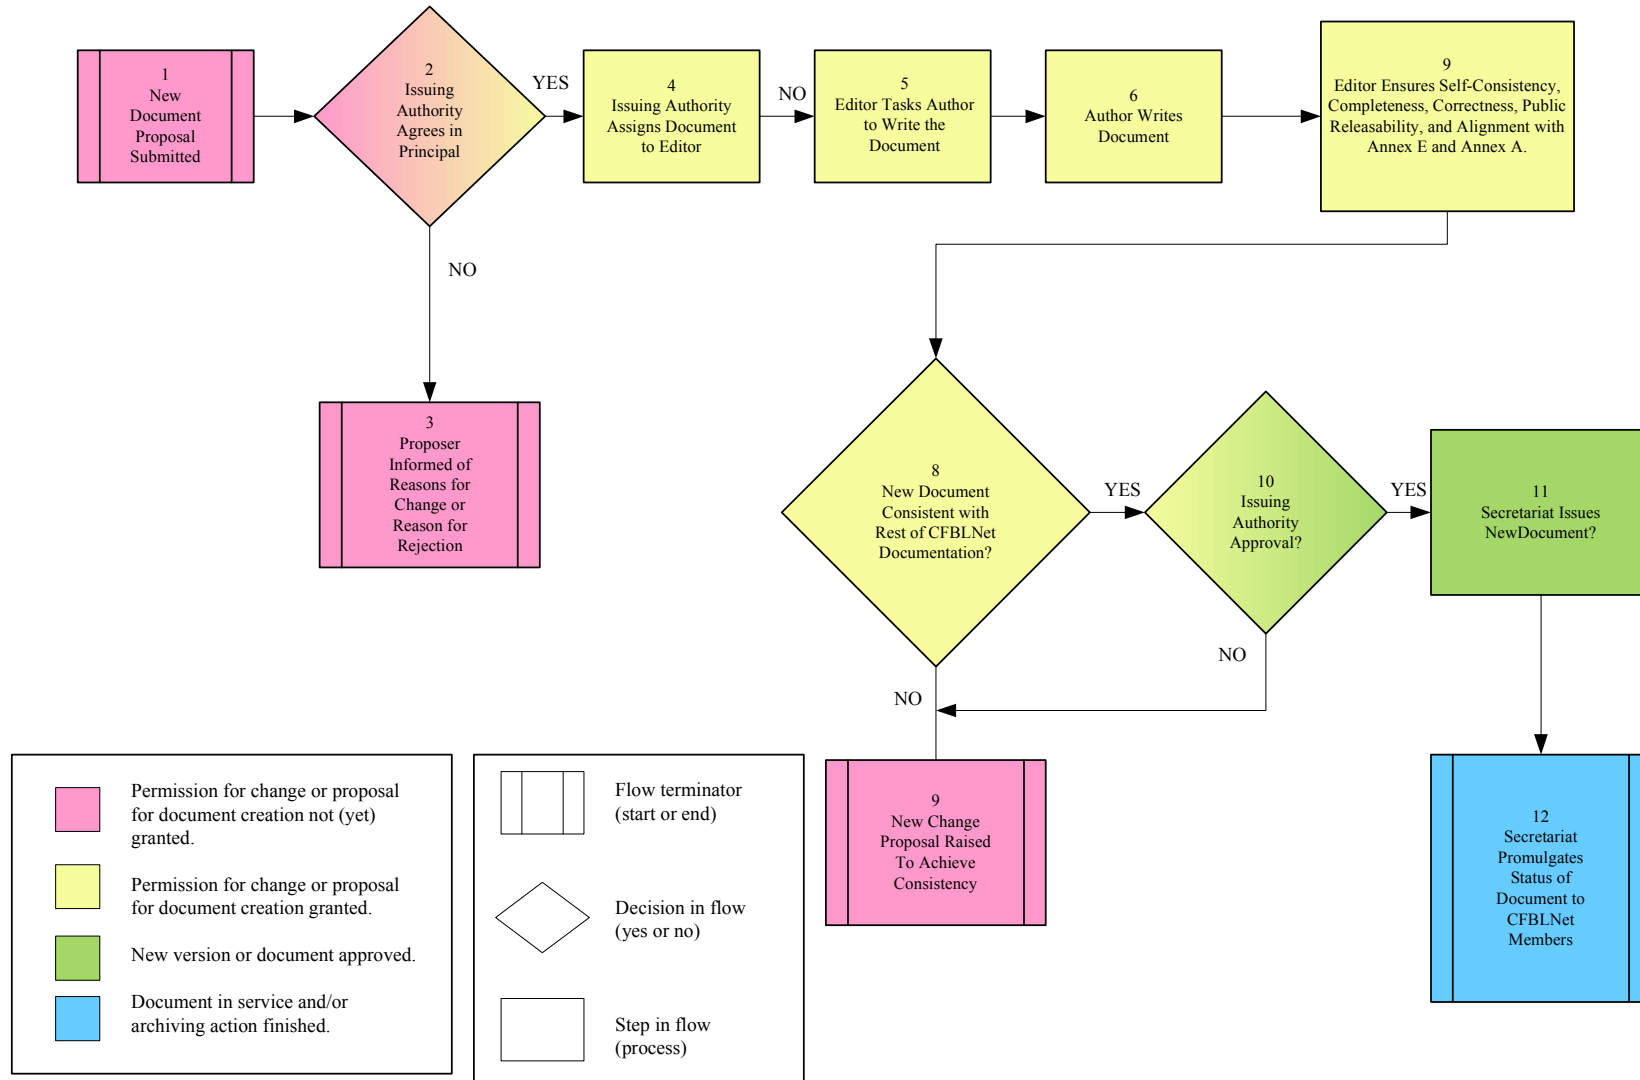 1
New
Document
Proposal
Submitted
2
Issuing
Authority
Agrees in
Principal
YES
4
Issuing Authority
Assigns Document
to Editor
NO
5
Editor Tasks Author
to Write the
Document
6
Author Writes
Document
9
Editor Ensures Self-Consistency,
Completeness, Correctness, Public
Releasability, and Alignment with
Annex E and Annex A.
NO
3
Proposer
Informed of
Reasons for
Change or
Reason for
Rejection
8
New Document
Consistent with
Rest of CFBLNet
Documentation?
YES
10
Issuing
Authority
Approval?
YES
11
Secretariat Issues
NewDocument?
NO
NO
9
New Change
Proposal Raised
To Achieve
Consistency
12
Secretariat
Promulgates
Status of
Document to
CFBLNet
Members
Permission for change or proposal
for document creation not (yet)
granted.
Permission for change or proposal
for document creation granted.
New version or document approved.
Document in service and/or
archiving action finished.
Flow terminator
(start or end)
Decision in flow
(yes or no)
Step in flow
(process)